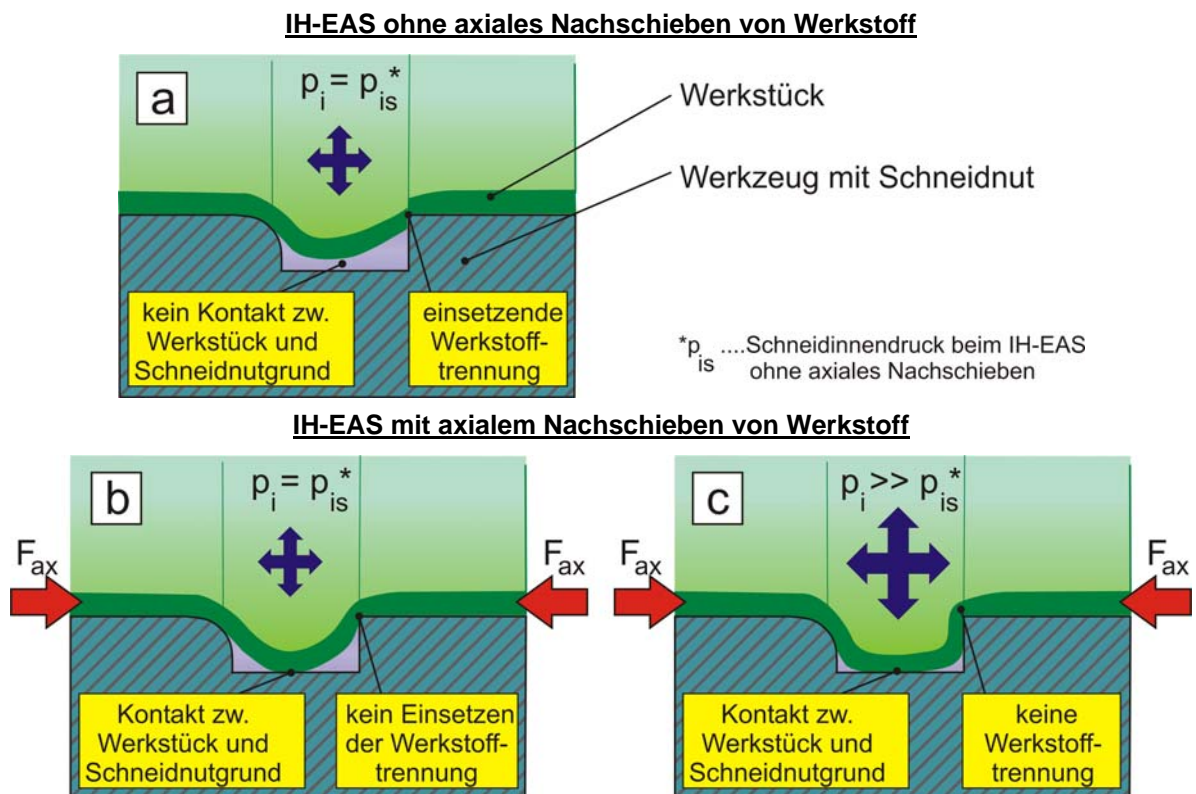 IH-EAS ohne axiales Nachschieben von Werkstoff
a
p_i = p_is*
Werkstück
Werkzeug mit Schneidnut
kein Kontakt zw.
Werkstück und
Schneidnutgrund
einsetzende
Werkstoff-
trennung
*p_is ....Schneidinnendruck beim IH-EAS
ohne axiales Nachschieben
IH-EAS mit axialem Nachschieben von Werkstoff
b
p_i = p_is*
F_ax
F_ax
Kontakt zw.
Werkstück und
Schneidnutgrund
kein Einsetzen
der Werkstoff-
trennung
c
p_i >> p_is*
F_ax
F_ax
Kontakt zw.
Werkstück und
Schneidnutgrund
keine
Werkstoff-
trennung